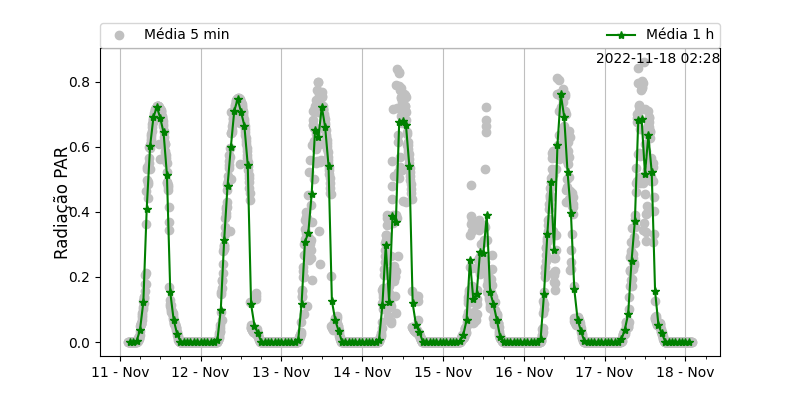 Média 5 min
Média 1 h
2022-11-18 02:28
Radiação PAR
0.8
0.6
0.4
0.2
0.0
11 - Nov
12 - Nov
13 - Nov
14 - Nov
15 - Nov
16 - Nov
17 - Nov
18 - Nov